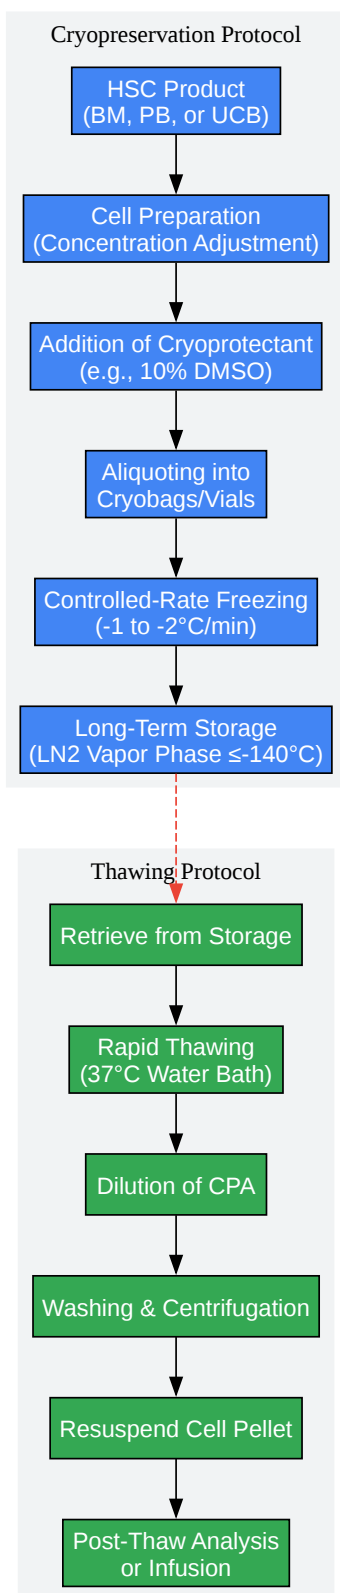 Cryopreservation Protocol
HSC Product
(BM, PB, or UCB)
Cell Preparation
(Concentration Adjustment)
Addition of Cryoprotectant
(e.g., 10% DMSO)
Aliquoting into
Cryobags/Vials
Controlled-Rate Freezing
(-1 to -2°C/min)
Long-Term Storage
(LN2 Vapor Phase ≤-140°C)
Thawing Protocol
Retrieve from Storage
Rapid Thawing
(37°C Water Bath)
Dilution of CPA
Washing & Centrifugation
Resuspend Cell Pellet
Post-Thaw Analysis
or Infusion